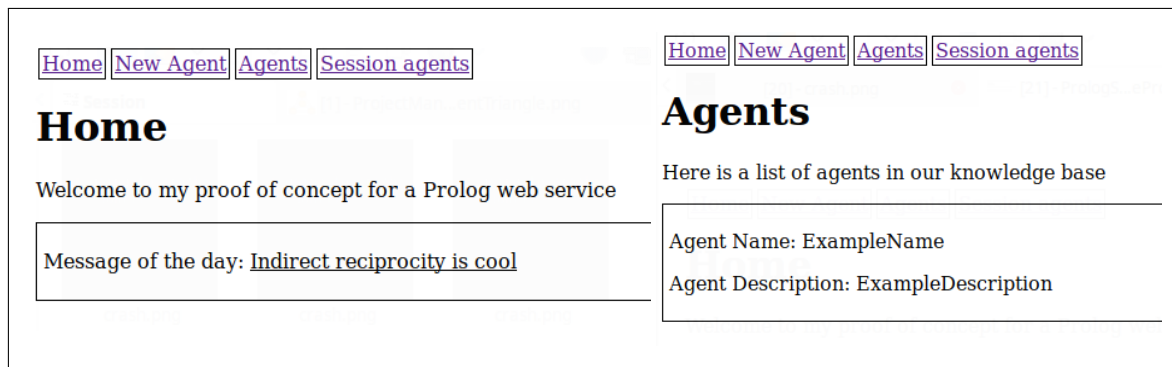 Home New Agent Agents Session agents
Home
Welcome to my proof of concept for a Prolog web service
Message of the day: Indirect reciprocity is cool
Home New Agent Agents Session agents
Agents
Here is a list of agents in our knowledge base
Agent Name: ExampleName
Agent Description: ExampleDescription